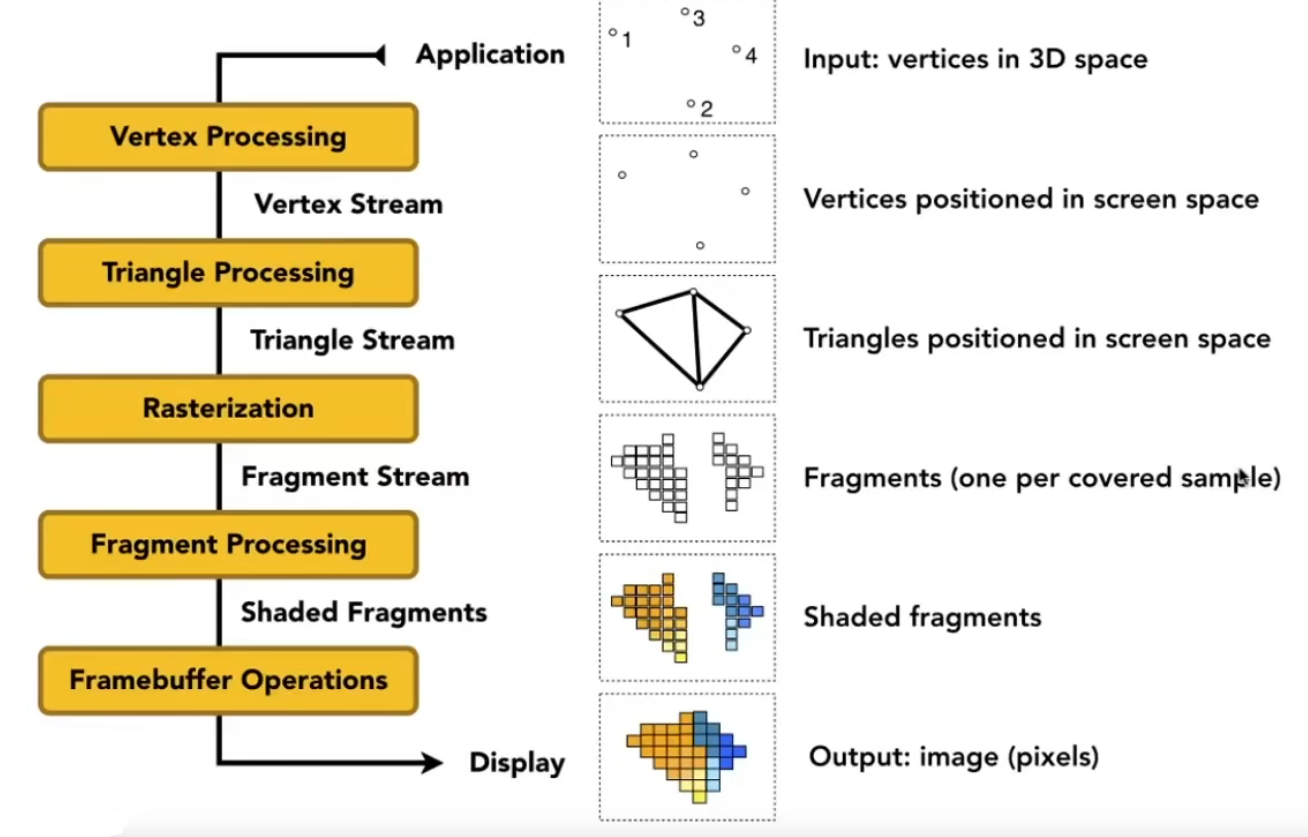 Application
3
1
4
2
Input: vertices in 3D space
Vertex Processing
Vertex Stream
Vertices positioned in screen space
Triangle Processing
Triangle Stream
Triangles positioned in screen space
Rasterization
Fragment Stream
Fragments (one per covered sample)
Fragment Processing
Shaded Fragments
Shaded fragments
Framebuffer Operations
Display
Output: image (pixels)